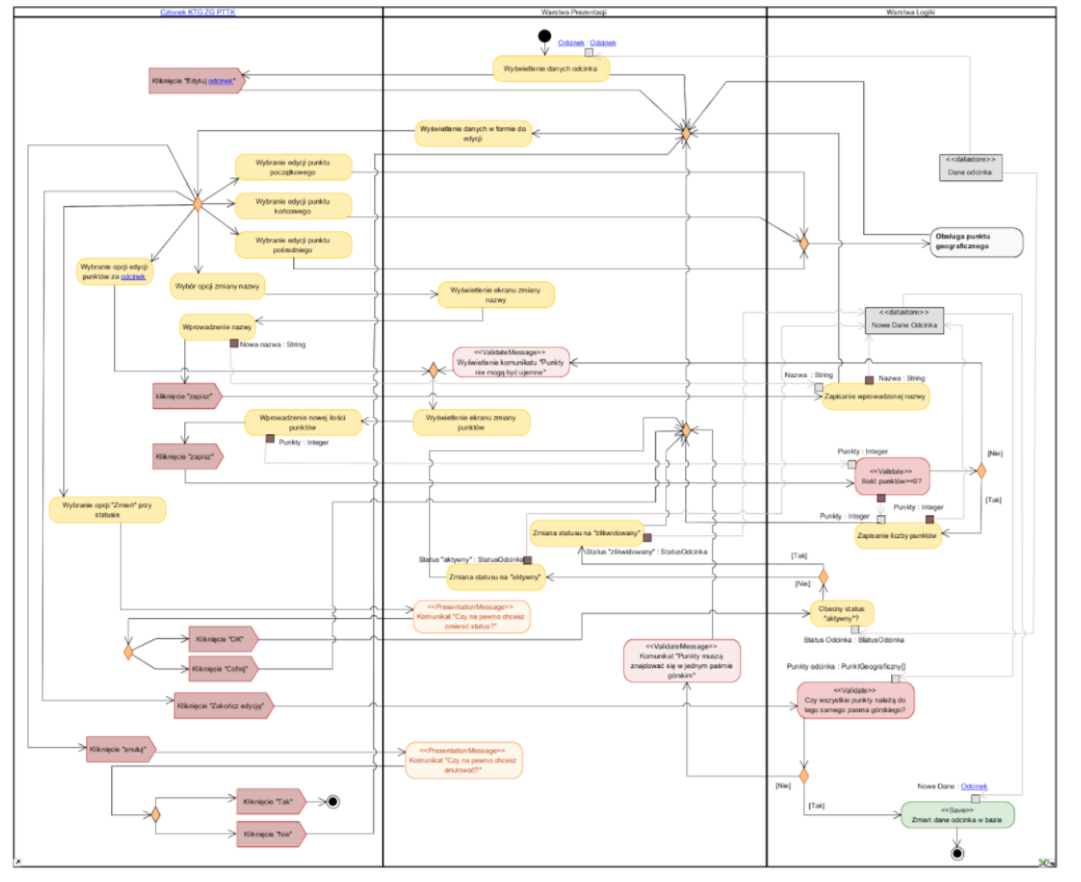 Członek KTG ZG PTTK
Warstwa Prezentacji
Warstwa Logiki
Odcinek : Odcinek
Wyświetlenie danych odcinka
Kliknięcie "Edytuj odcinek"
Wyświetlenie danych w formie do
edycji
Wybranie edycji punktu
początkowego
<<datastore>>
Dane odcinka
Wybranie edycji punktu
końcowego
Wybranie edycji punktu
pośredniego
Obsługa punktu
geograficznego
Wybranie opcji edycji
punktów za odcinek
Wybór opcji zmiany nazwy
Wyświetlenie ekranu zmiany
nazwy
<<datastore>>
Nowe Dane Odcinka
Wprowadzenie nazwy
Nowa nazwa : String
<<ValidateMessage>>
Wyświetlenie komunikatu "Punkty
nie mogą być ujemne"
Nazwa : String
Nazwa : String
kliknięcie "zapisz"
Zapisanie wprowadzonej nazwy
Wprowadzenie nowej ilości
punktów
Wyświetlenie ekranu zmiany
punktów
Punkty : Integer
Kliknięcie "zapisz"
Punkty : Integer
[Nie]
<<Validate>>
Ilość punktów>=0?
[Tak]
Wybranie opcji "Zmień" przy
statusie
Punkty : Integer
Punkty : Integer
Zapisanie liczby punktów
Zmiana statusu na "zlikwidowany"
Status "zlikwidowany" : StatusOdcinka
Status "aktywny" : StatusOdcinka
Zmiana statusu na "aktywny"
[Tak]
[Nie]
<<PresentationMessage>>
Komunikat "Czy na pewno chcesz
zmienić status?"
Obecny status
"aktywny"?
Status Odcinka : StatusOdcinka
Kliknięcie "OK"
Kliknięcie "Cofnij"
<<ValidateMessage>>
Komunikat "Punkty muszą
znajdować się w jednym paśmie
górskim"
Punkty odcinka : PunktGeograficzny[]
<<Validate>>
Czy wszystkie punkty należą do
tego samego pasma górskiego?
Kliknięcie "Zakończ edycję"
Kliknięcie "anuluj"
<<PresentationMessage>>
Komunikat "Czy na pewno chcesz
anulować?"
[Nie]
[Tak]
Nowe Dane : Odcinek
<<Save>>
Zmień dane odcinka w bazie
Kliknięcie "Tak"
Kliknięcie "Nie"